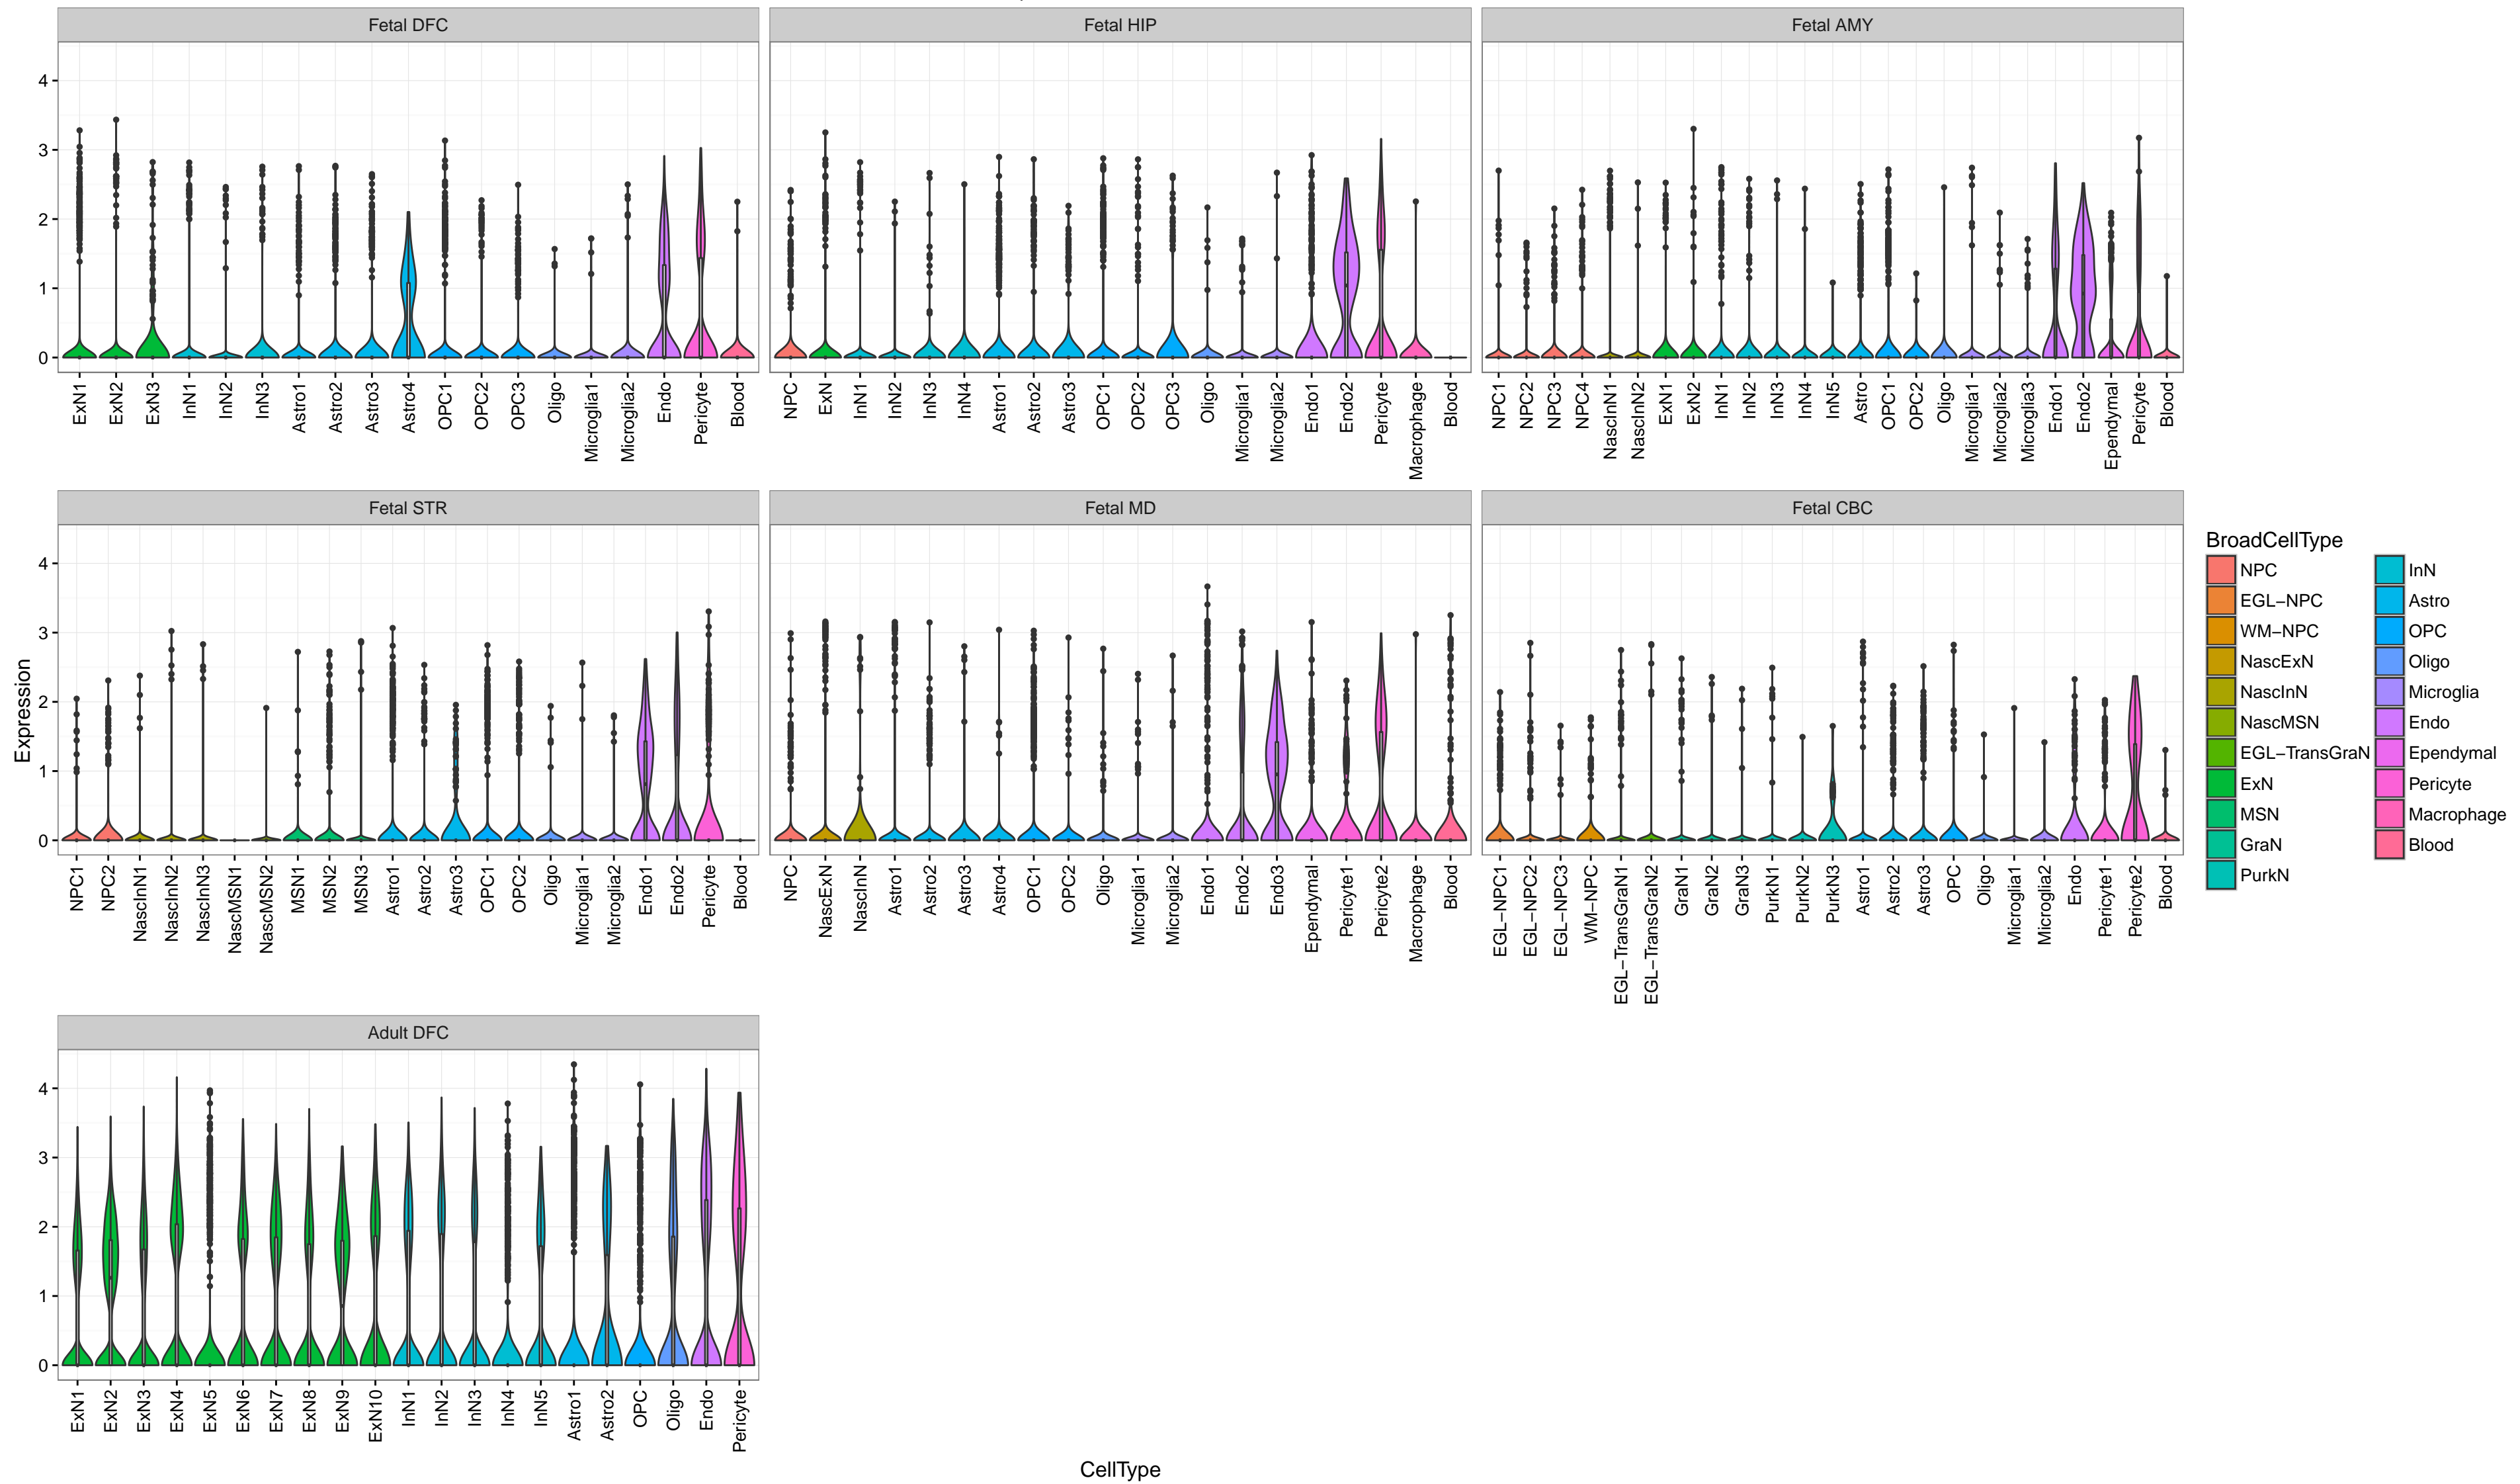 Fetal DFC
Fetal HIP
Fetal AMY
4
3
2
1
0
ExN1 ExN2 ExN3 InN1 InN2 InN3 Astro1 Astro2 Astro3 Astro4 OPC1 OPC2 OPC3 Oligo Microglia1 Microglia2 Endo Pericyte Blood
NPC ExN InN1 InN2 InN3 InN4 Astro1 Astro2 Astro3 OPC1 OPC2 OPC3 Oligo Microglia1 Microglia2 Endo1 Endo2 Pericyte Macrophage Blood
NPC1 NPC2 NPC3 NPC4 NascInN1 NascInN2 ExN1 ExN2 InN1 InN2 InN3 InN4 InN5 Astro OPC1 OPC2 Oligo Microglia1 Microglia2 Microglia3 Endo1 Endo2 Ependymal Pericyte Blood
Fetal STR
Fetal MD
Fetal CBC
Expression
4
3
2
1
0
NPC1 NPC2 NascInN1 NascInN2 NascInN3 NascMSN1 NascMSN2 MSN1 MSN2 MSN3 Astro1 Astro2 Astro3 OPC1 OPC2 Oligo Microglia1 Microglia2 Endo1 Endo2 Pericyte Blood
NPC NascExN NascInN Astro1 Astro2 Astro3 Astro4 OPC1 OPC2 Oligo Microglia1 Microglia2 Endo1 Endo2 Endo3 Ependymal Pericyte1 Pericyte2 Macrophage Blood
EGL−NPC1 EGL−NPC2 EGL−NPC3 WM−NPC EGL−TransGraN1 EGL−TransGraN2 GraN1 GraN2 GraN3 PurkN1 PurkN2 PurkN3 Astro1 Astro2 Astro3 OPC Oligo Microglia1 Microglia2 Endo Pericyte1 Pericyte2 Blood
BroadCellType
NPC
EGL−NPC
WM−NPC
NascExN
NascInN
NascMSN
EGL−TransGraN
ExN
MSN
GraN
PurkN
InN
Astro
OPC
Oligo
Microglia
Endo
Ependymal
Pericyte
Macrophage
Blood
Adult DFC
4
3
2
1
0
ExN1 ExN2 ExN3 ExN4 ExN5 ExN6 ExN7 ExN8 ExN9 ExN10 InN1 InN2 InN3 InN4 InN5 Astro1 Astro2 OPC Oligo Endo Pericyte
CellType